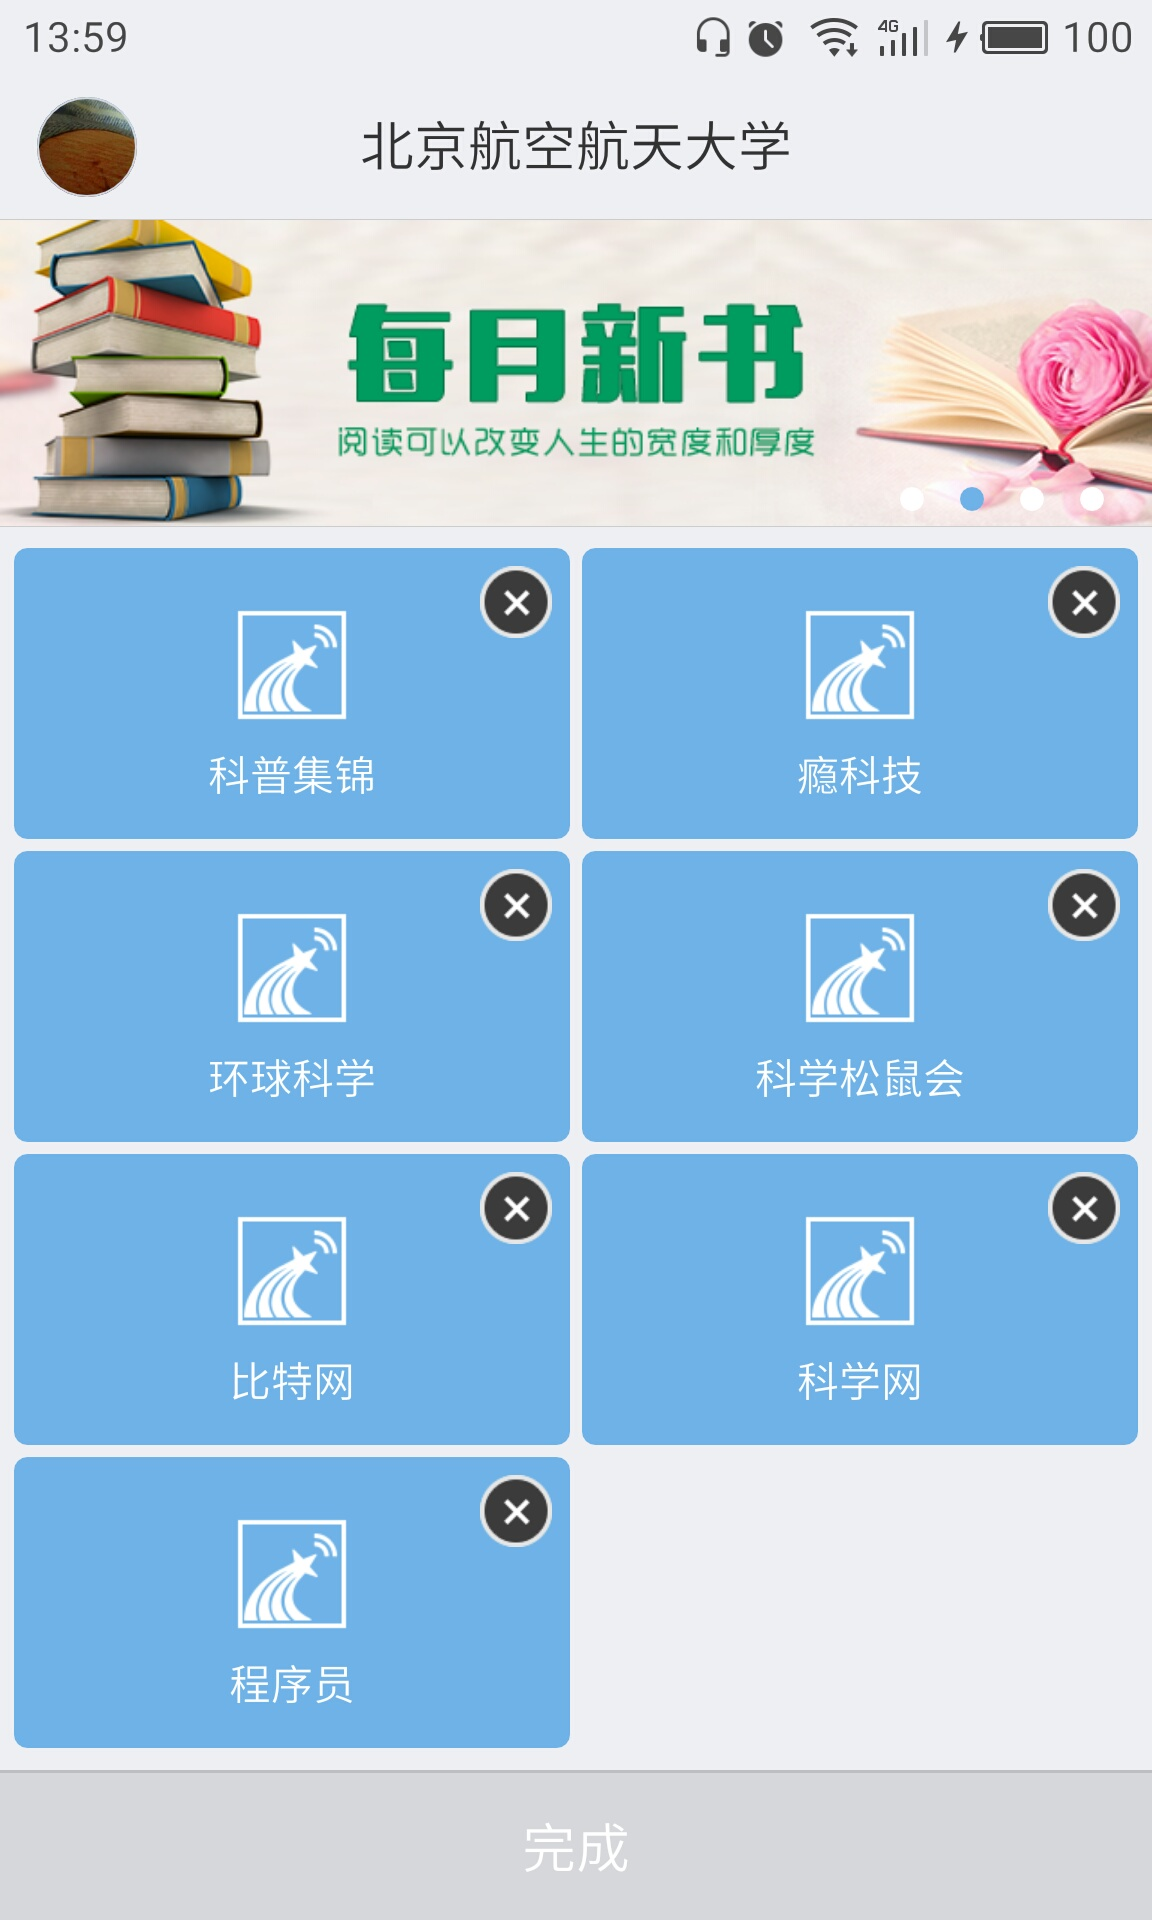 13:59
4G
100
北京航空航天大学
每月新书
阅读可以改变人生的宽度和厚度
科普集锦
瘾科技
环球科学
科学松鼠会
比特网
科学网
程序员
完成